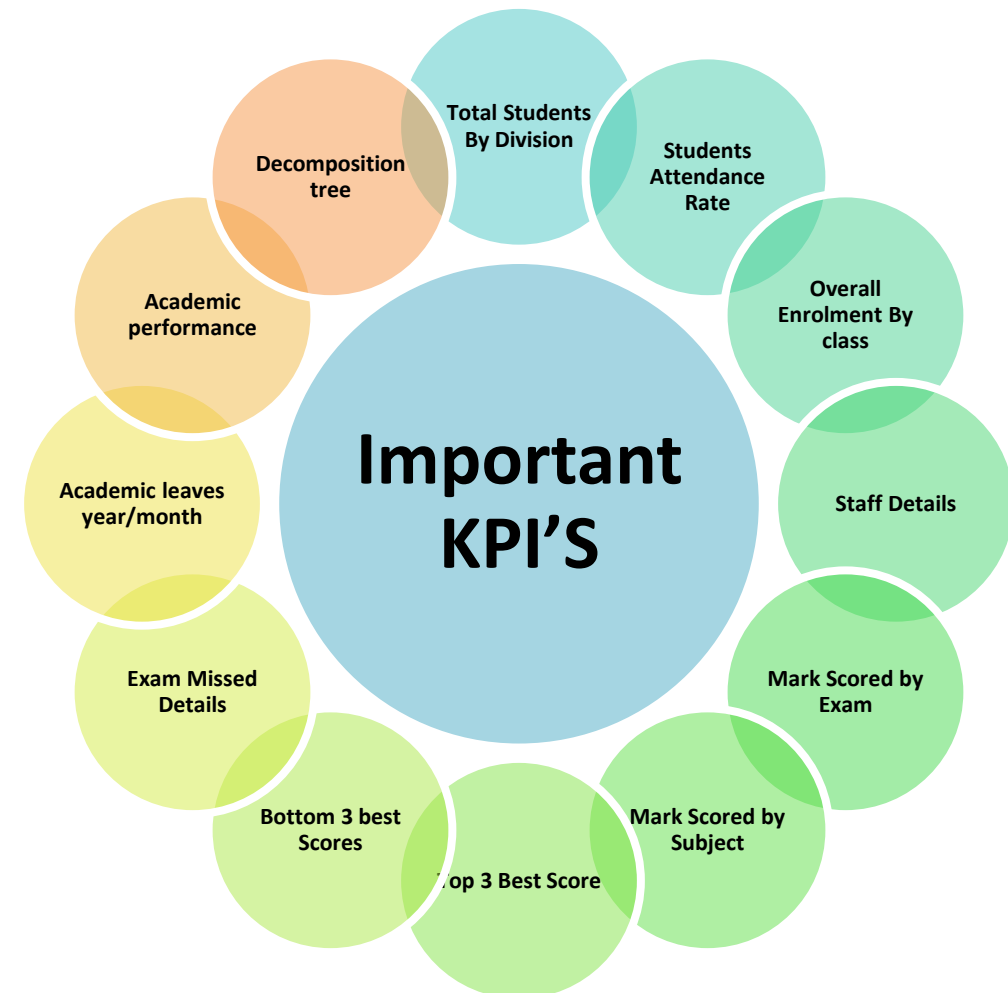 Total Students
By Division
Students
Attendance
Rate
Overall
Enrolment By
class
Staff Details
Mark Scored by
Exam
Mark Scored by
Subject
Top 3 Best Score
Bottom 3 best
Scores
Exam Missed
Details
Academic leaves
year/month
Academic
performance
Decomposition
tree
Important
KPI’S